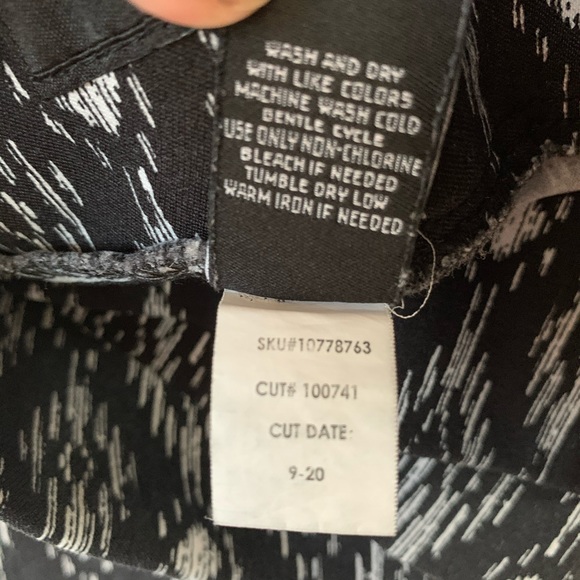 WASH AND DRY
WITH LIKE COLORS
MACHINE WASH COLD
GENTLE CYCLE
USE ONLY NON-CHLORINE
BLEACH IF NEEDED
TUMBLE DRY LOW
WARM IRON IF NEEDED
SKU#10778763
CUT# 100741
CUT DATE:
9-20